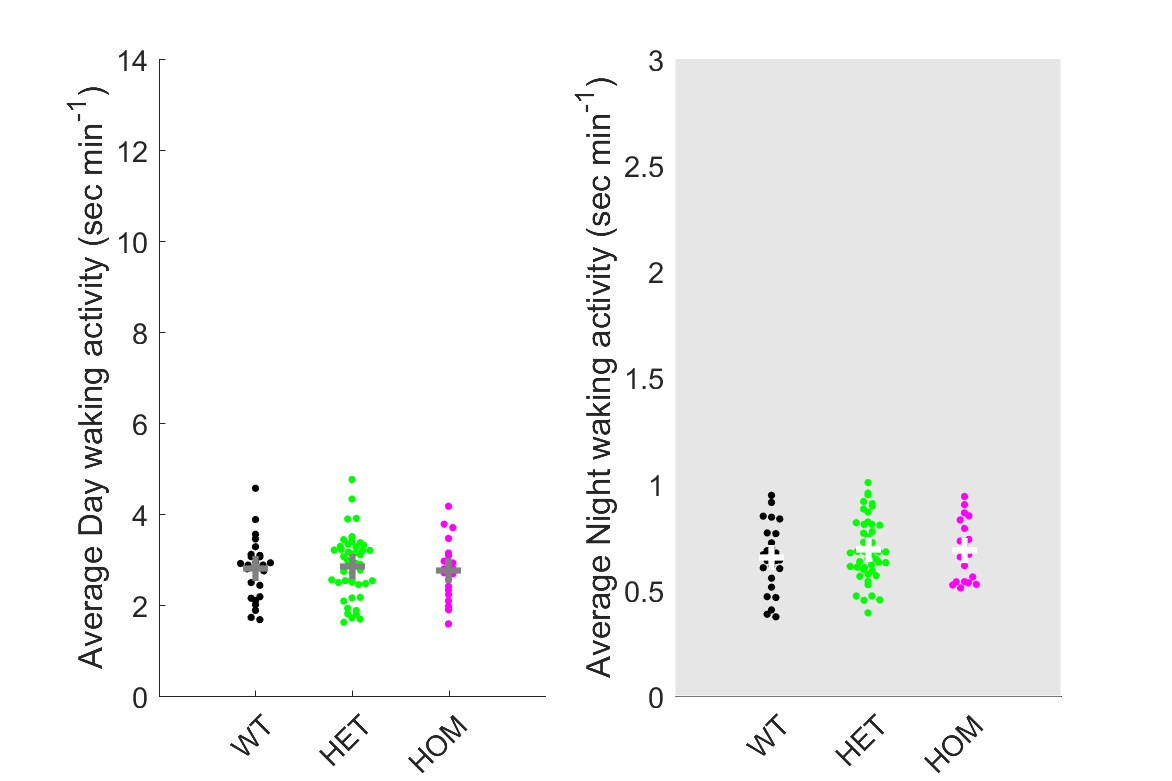 Average Day waking activity (sec min-1)
14
12
10
8
6
4
2
0
WT
HET
HOM
Average Night waking activity (sec min-1)
3
2.5
2
1.5
1
0.5
0
WT
HET
HOM